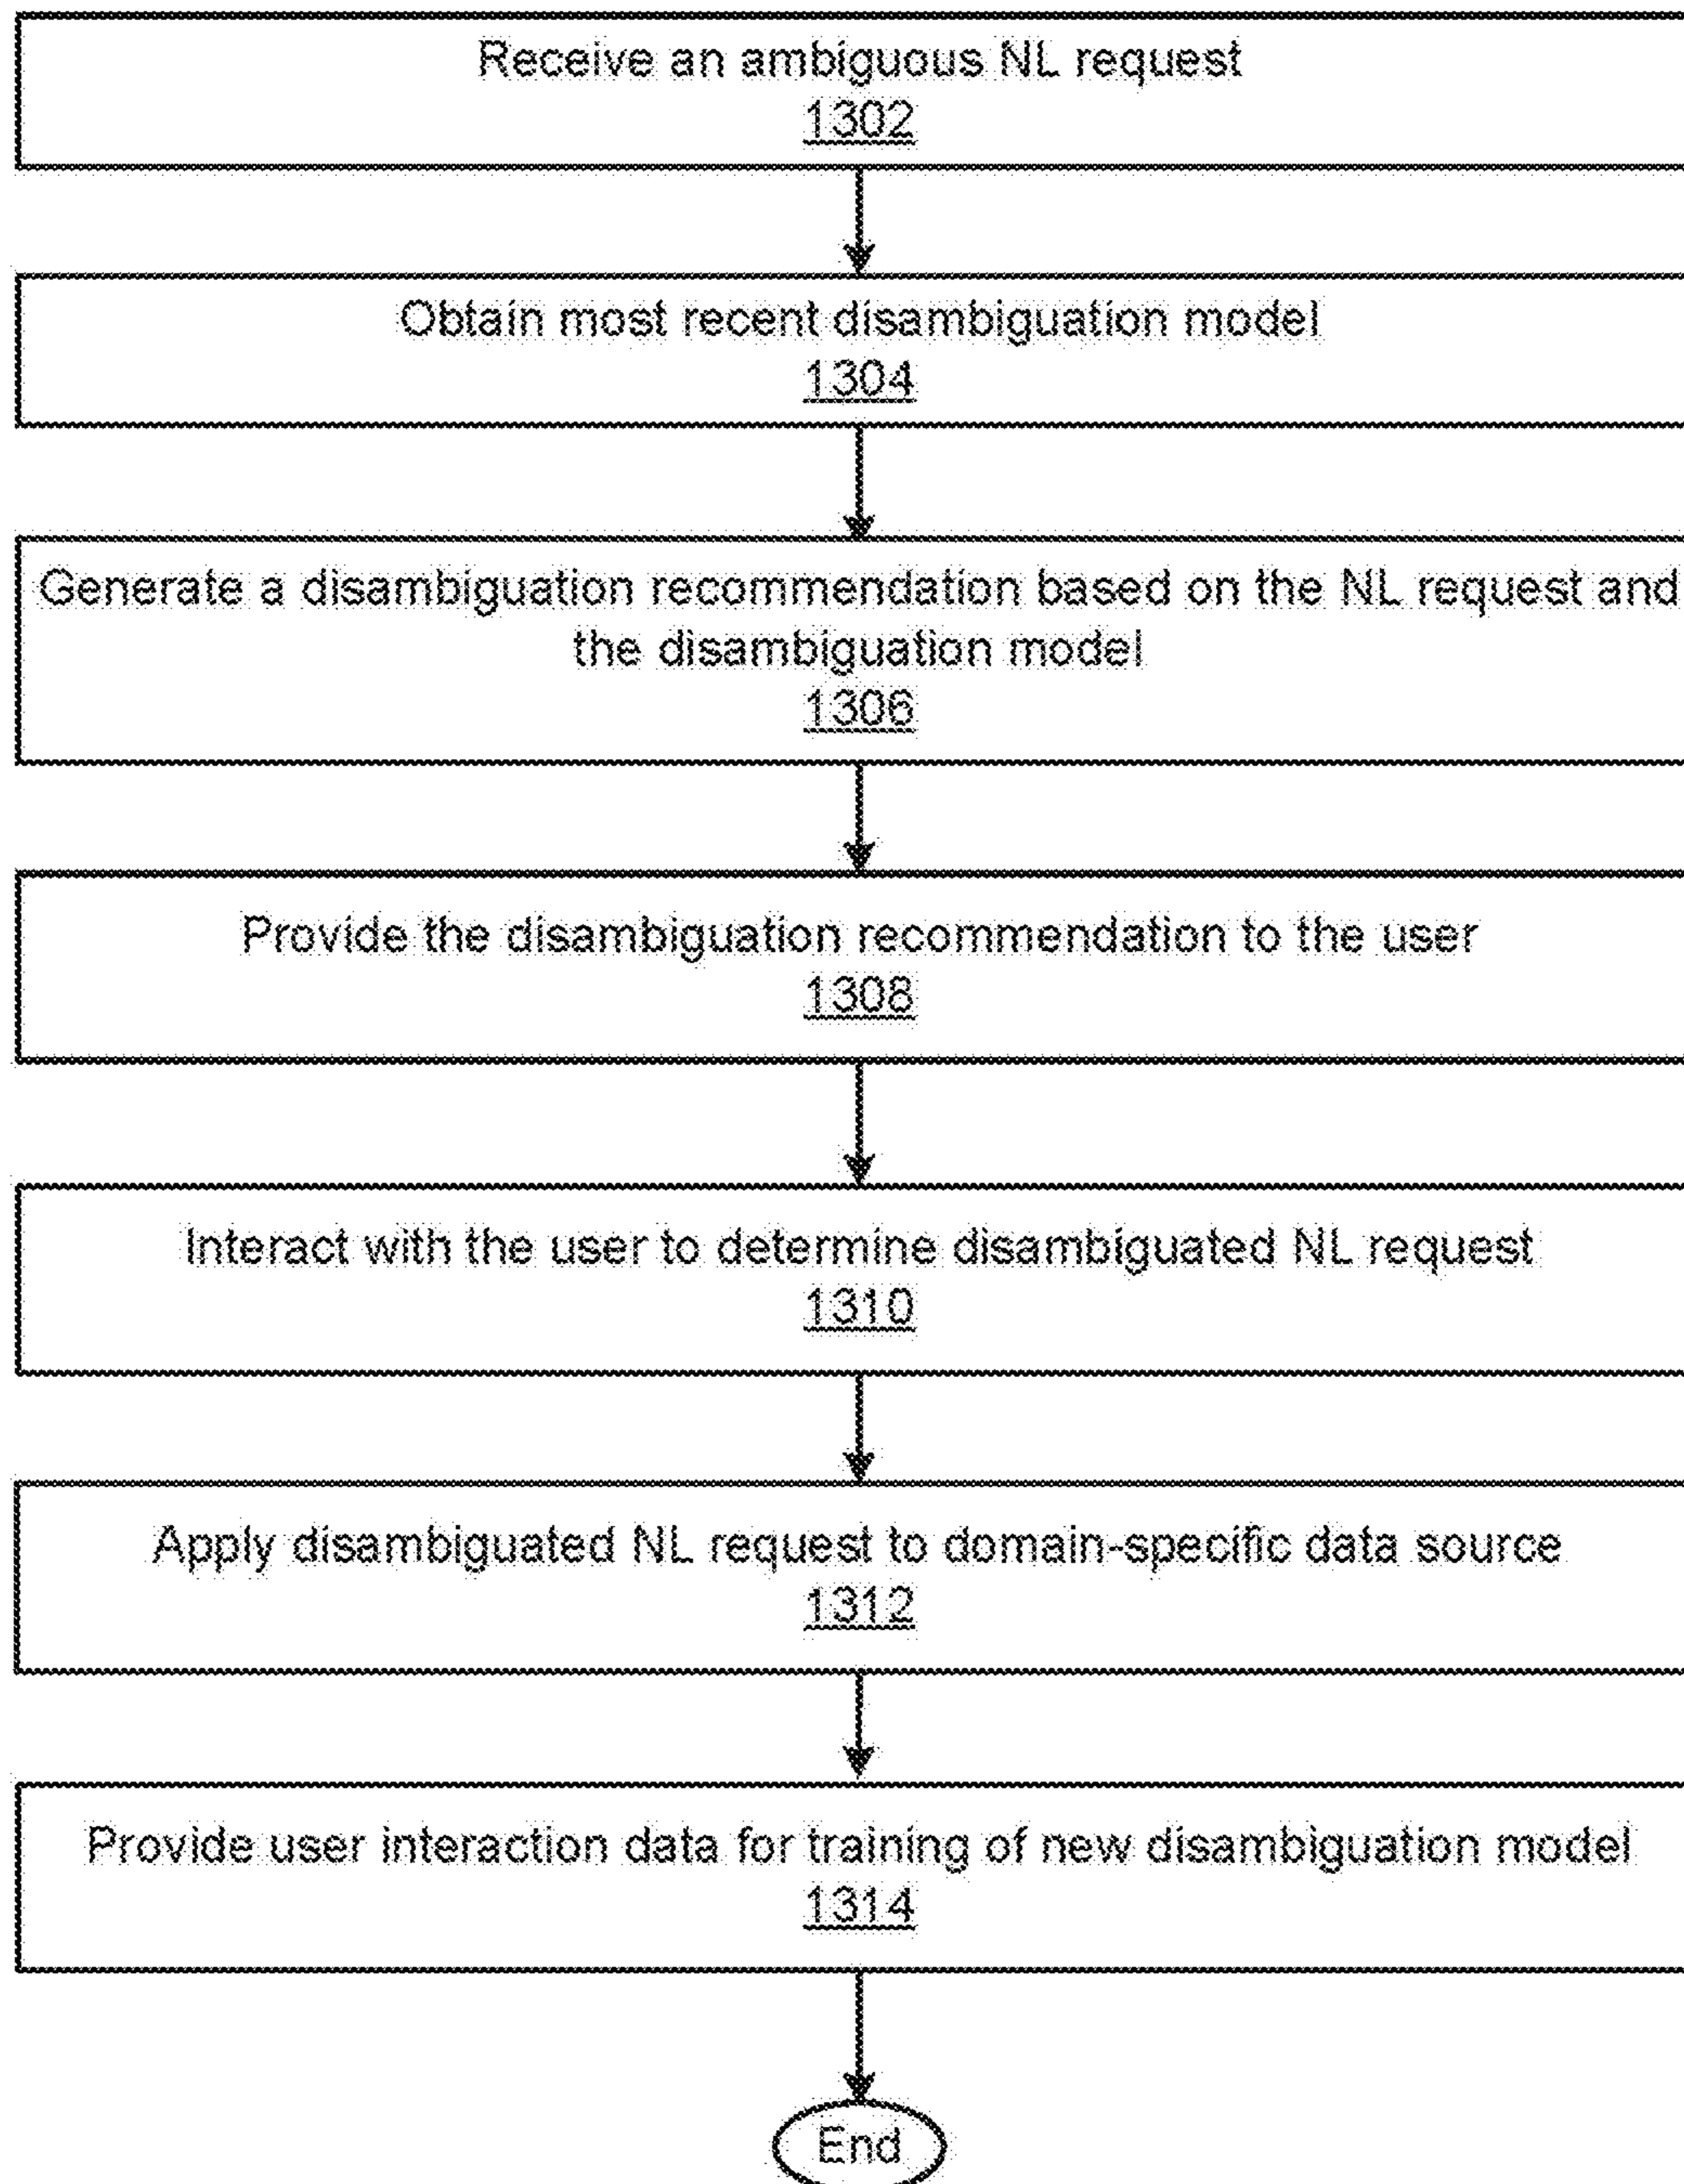 Receive an ambiguous NL request
1302
Obtain most recent disambiguation model
1304
Generate a disambiguation recommendation based on the NL request and
the disambiguation model
1306
Provide the disambiguation recommendation to the user
1308
Interact with the user to determine disambiguated NL request
1310
Apply disambiguated NL request to domain-specific data source
1312
Provide user interaction data for training of new disambiguation model
1314
End